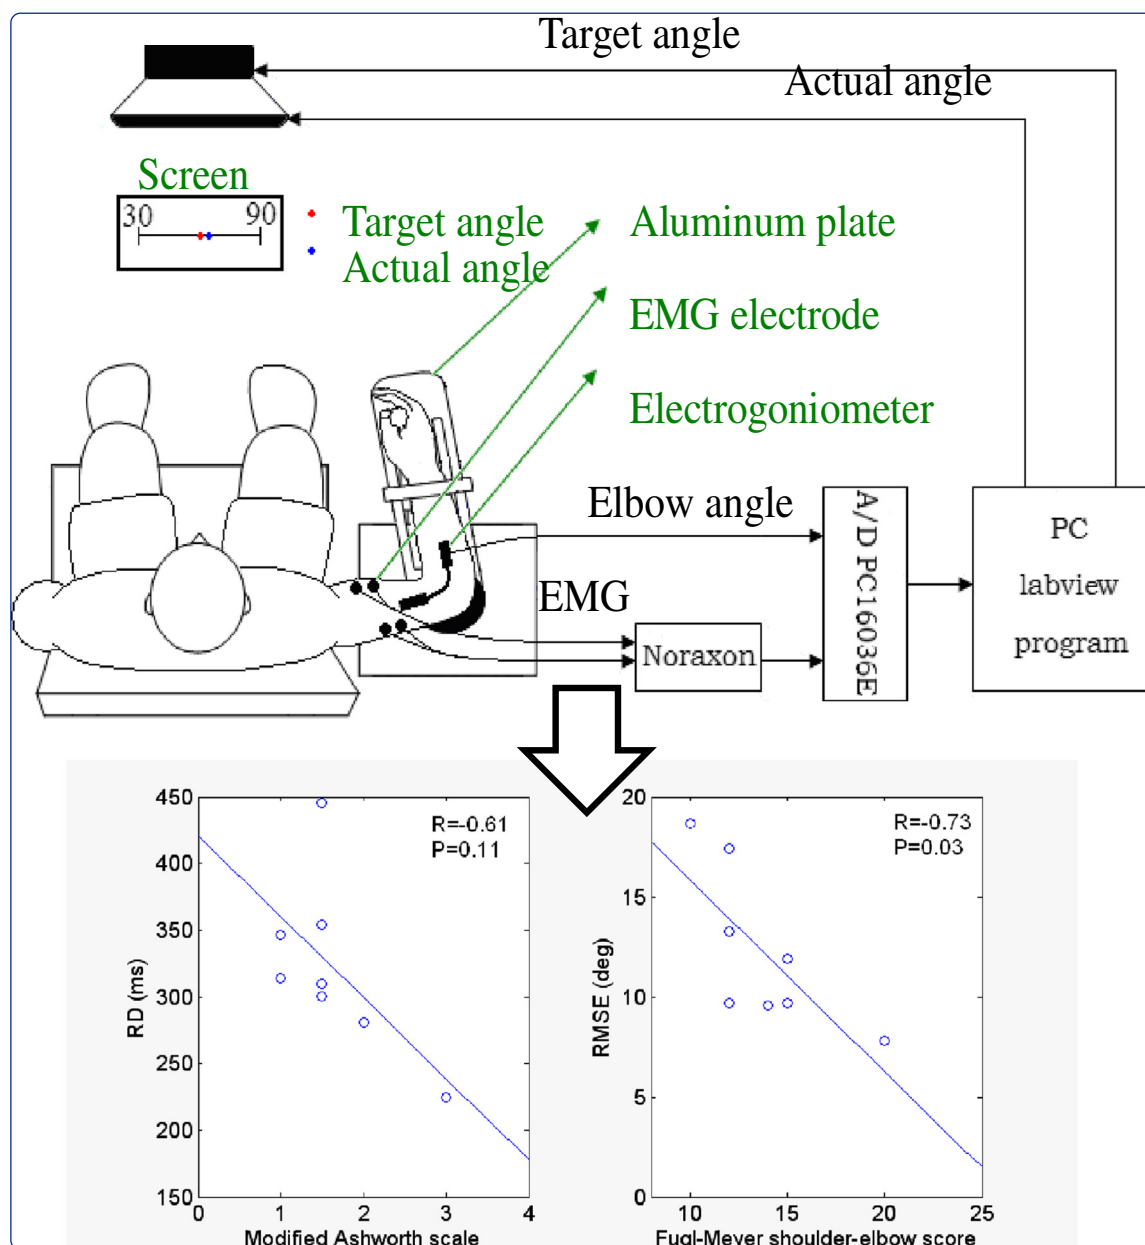 Target angle
Actual angle
Screen
30 90
Target angle
Actual angle
Aluminum plate
EMG electrode
Electrogoniometer
Elbow angle
EMG
Noraxon
A/D PC16036E
PC
labview
program
450
400
350
300
250
200
150
RD (ms)
R=-0.61
P=0.11
0 1 2 3 4
Modified Ashworth scale
20
15
10
5
0
RMSE (deg)
R=-0.73
P=0.03
10 15 20 25
Fugl-Meyer shoulder-elbow score